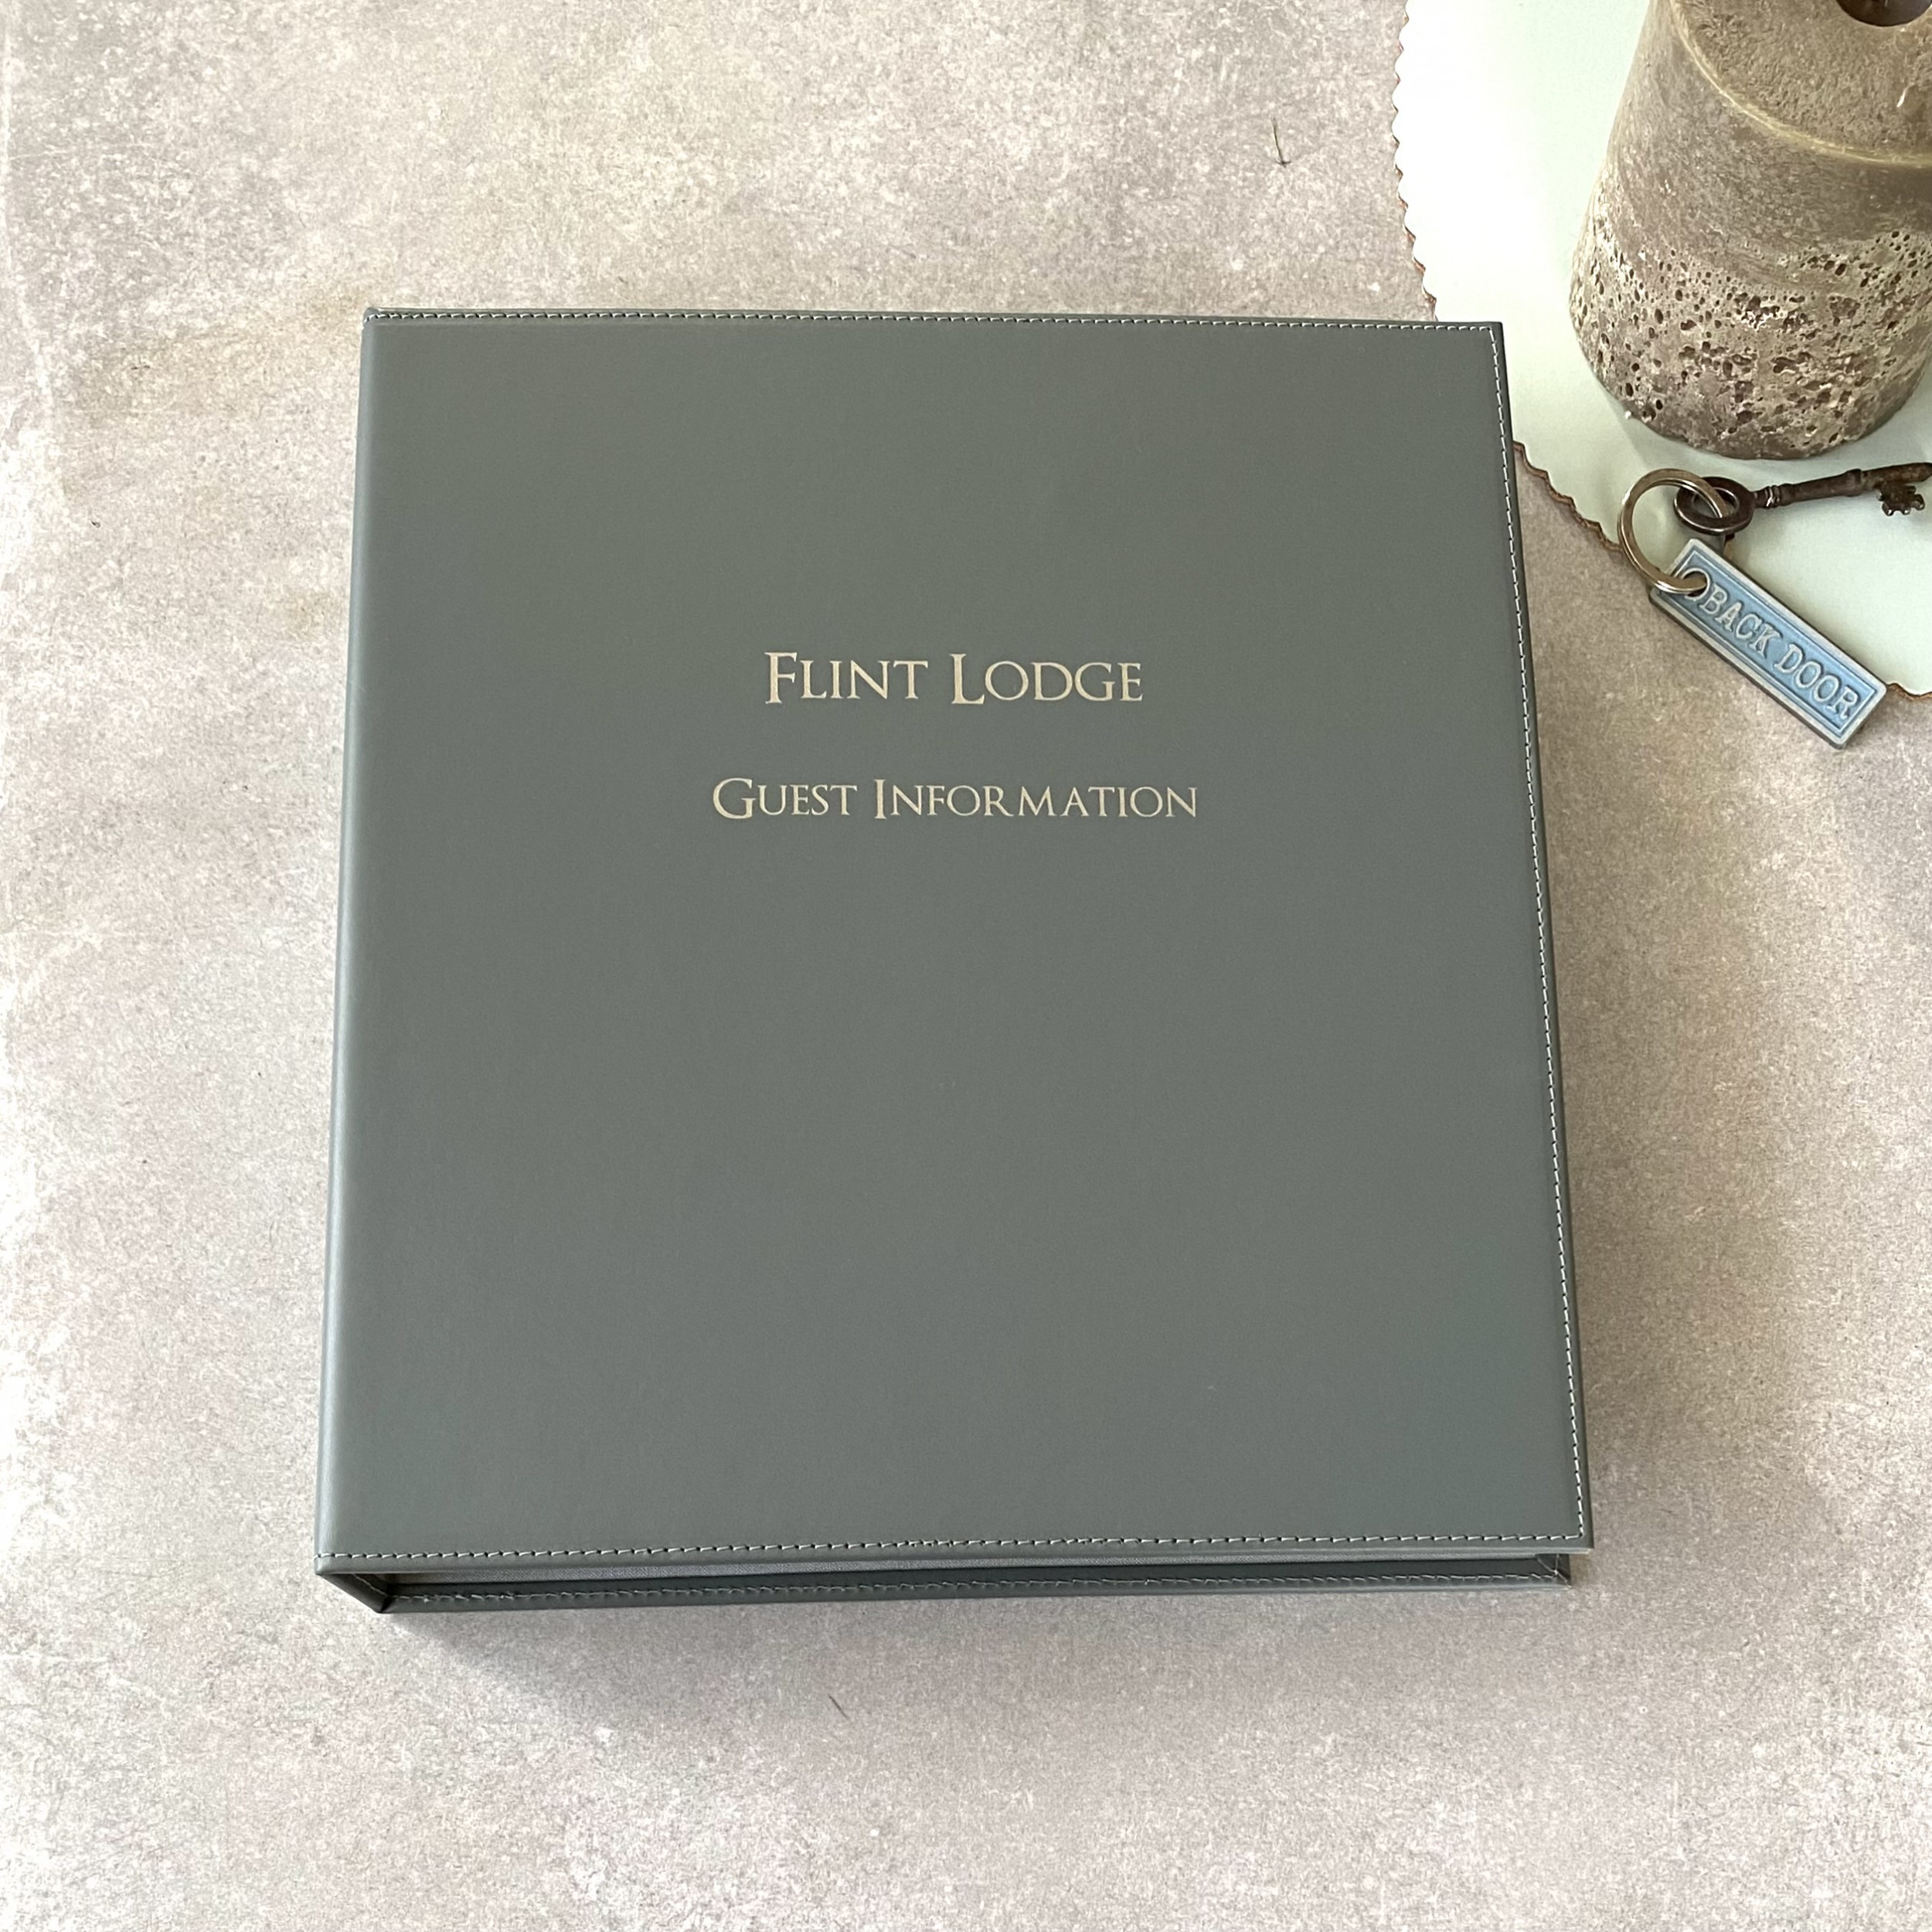 FLINT LODGE
GUEST INFORMATION
BACK DOOR